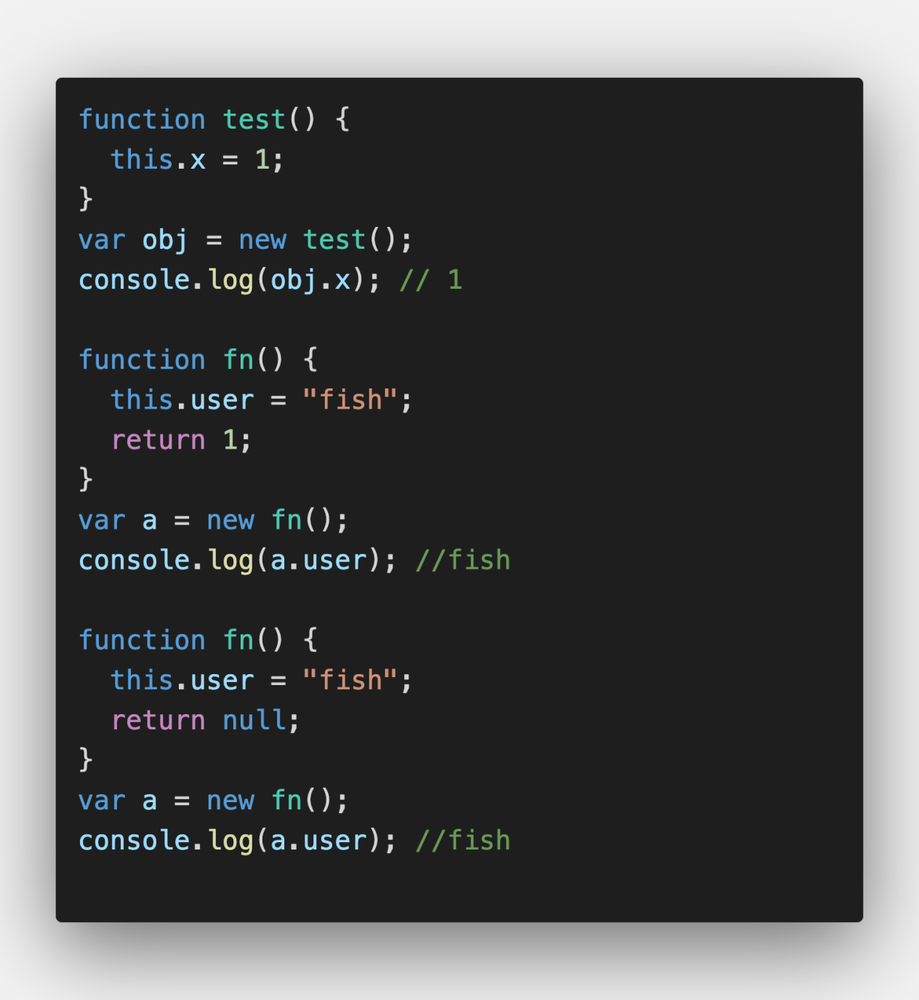 function test() {
  this.x = 1;
}
var obj = new test();
console.log(obj.x); // 1

function fn() {
  this.user = "fish";
  return 1;
}
var a = new fn();
console.log(a.user); //fish

function fn() {
  this.user = "fish";
  return null;
}
var a = new fn();
console.log(a.user); //fish